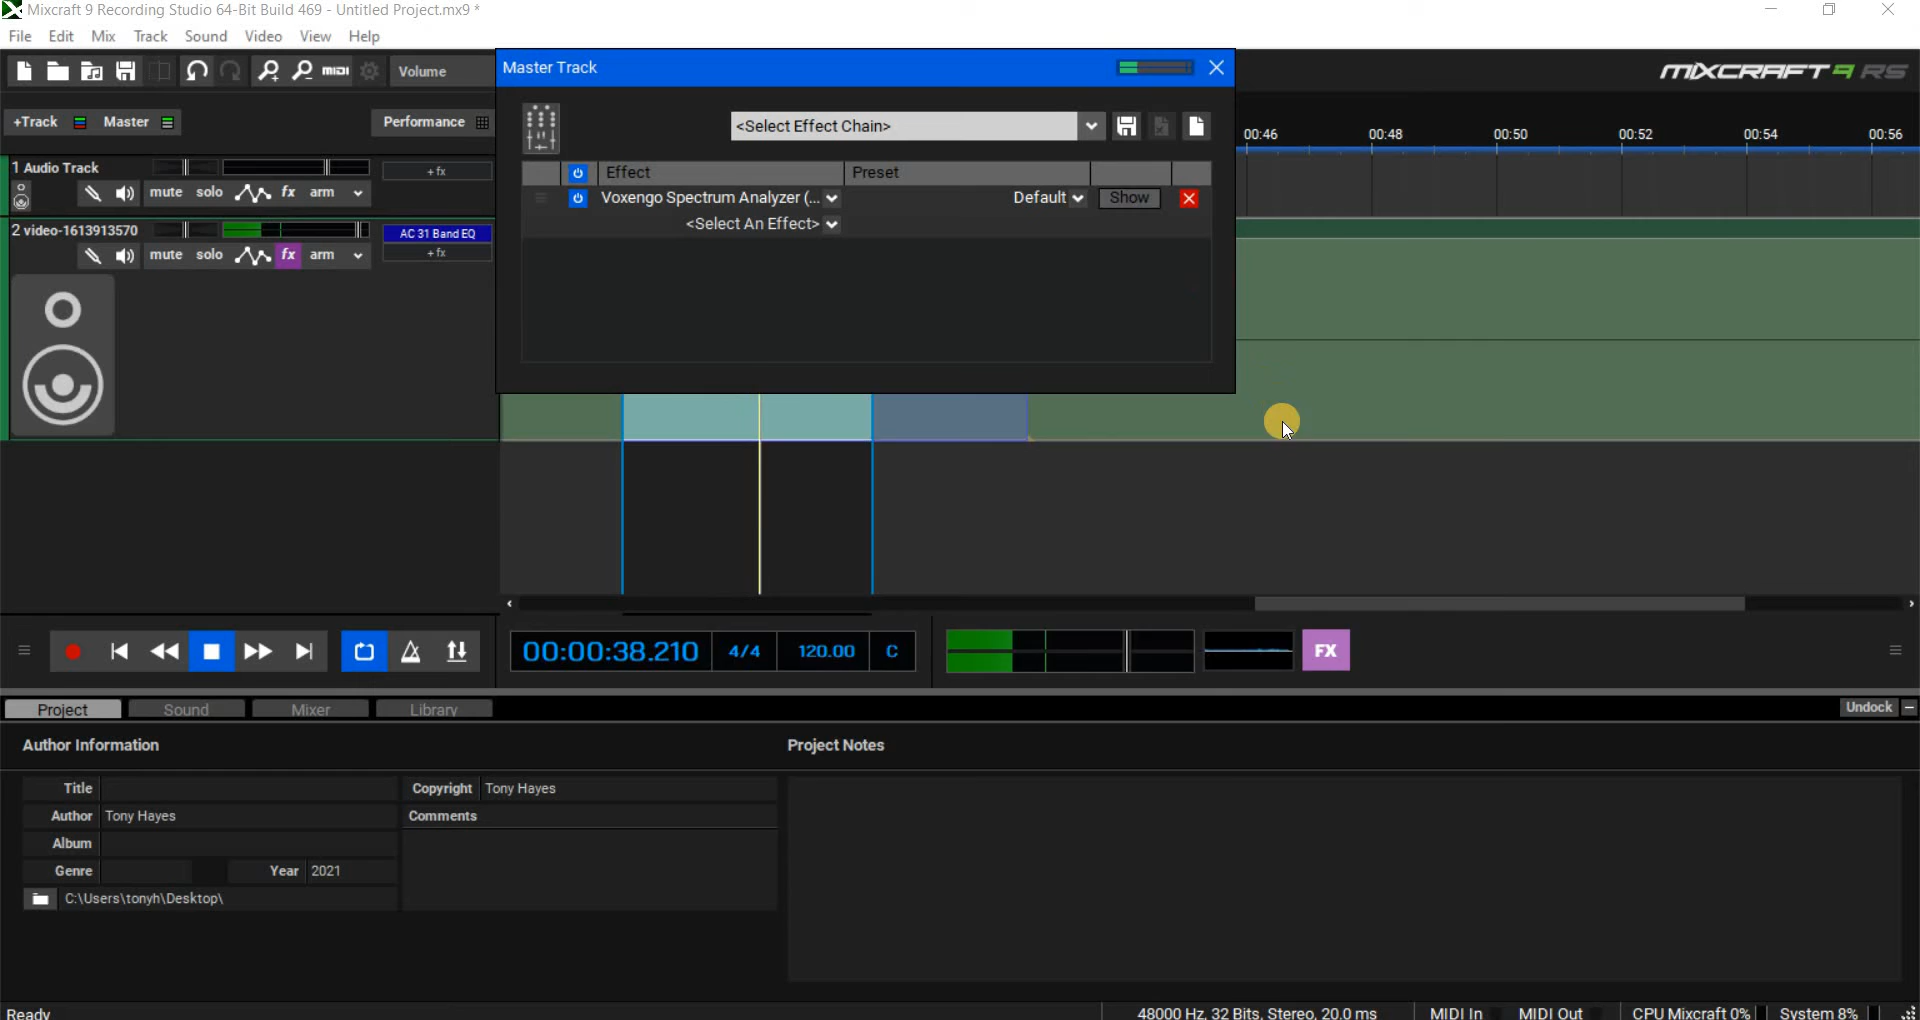 Mixcraft 9 Recording Studio 64-Bit Build 469 - Untitled Project.mx9 *
File Edit Mix Track Sound Video View Help
MIDI Volume
Master Track
MIXCRAFT 9 RS
+Track Master Performance
<Select Effect Chain>
00:46 00:48 00:50 00:52 00:54 00:56
1 Audio Track
+fx
mute solo fx arm
Effect Preset
Voxengo Spectrum Analyzer (... Default Show
<Select An Effect>
2 video-1613913570
AC 31 Band EQ
mute solo fx arm
+fx
00:00:38.210 4/4 120.00 C
FX
Project Sound Mixer Library
Undock
Author Information
Project Notes
Title
Copyright Tony Hayes
Author Tony Hayes
Comments
Album
Genre
Year 2021
C:\Users\tonyh\Desktop\
Ready
48000 Hz, 32 Bits, Stereo, 20.0 ms MIDI In MIDI Out CPU Mixcraft 0% System 8%